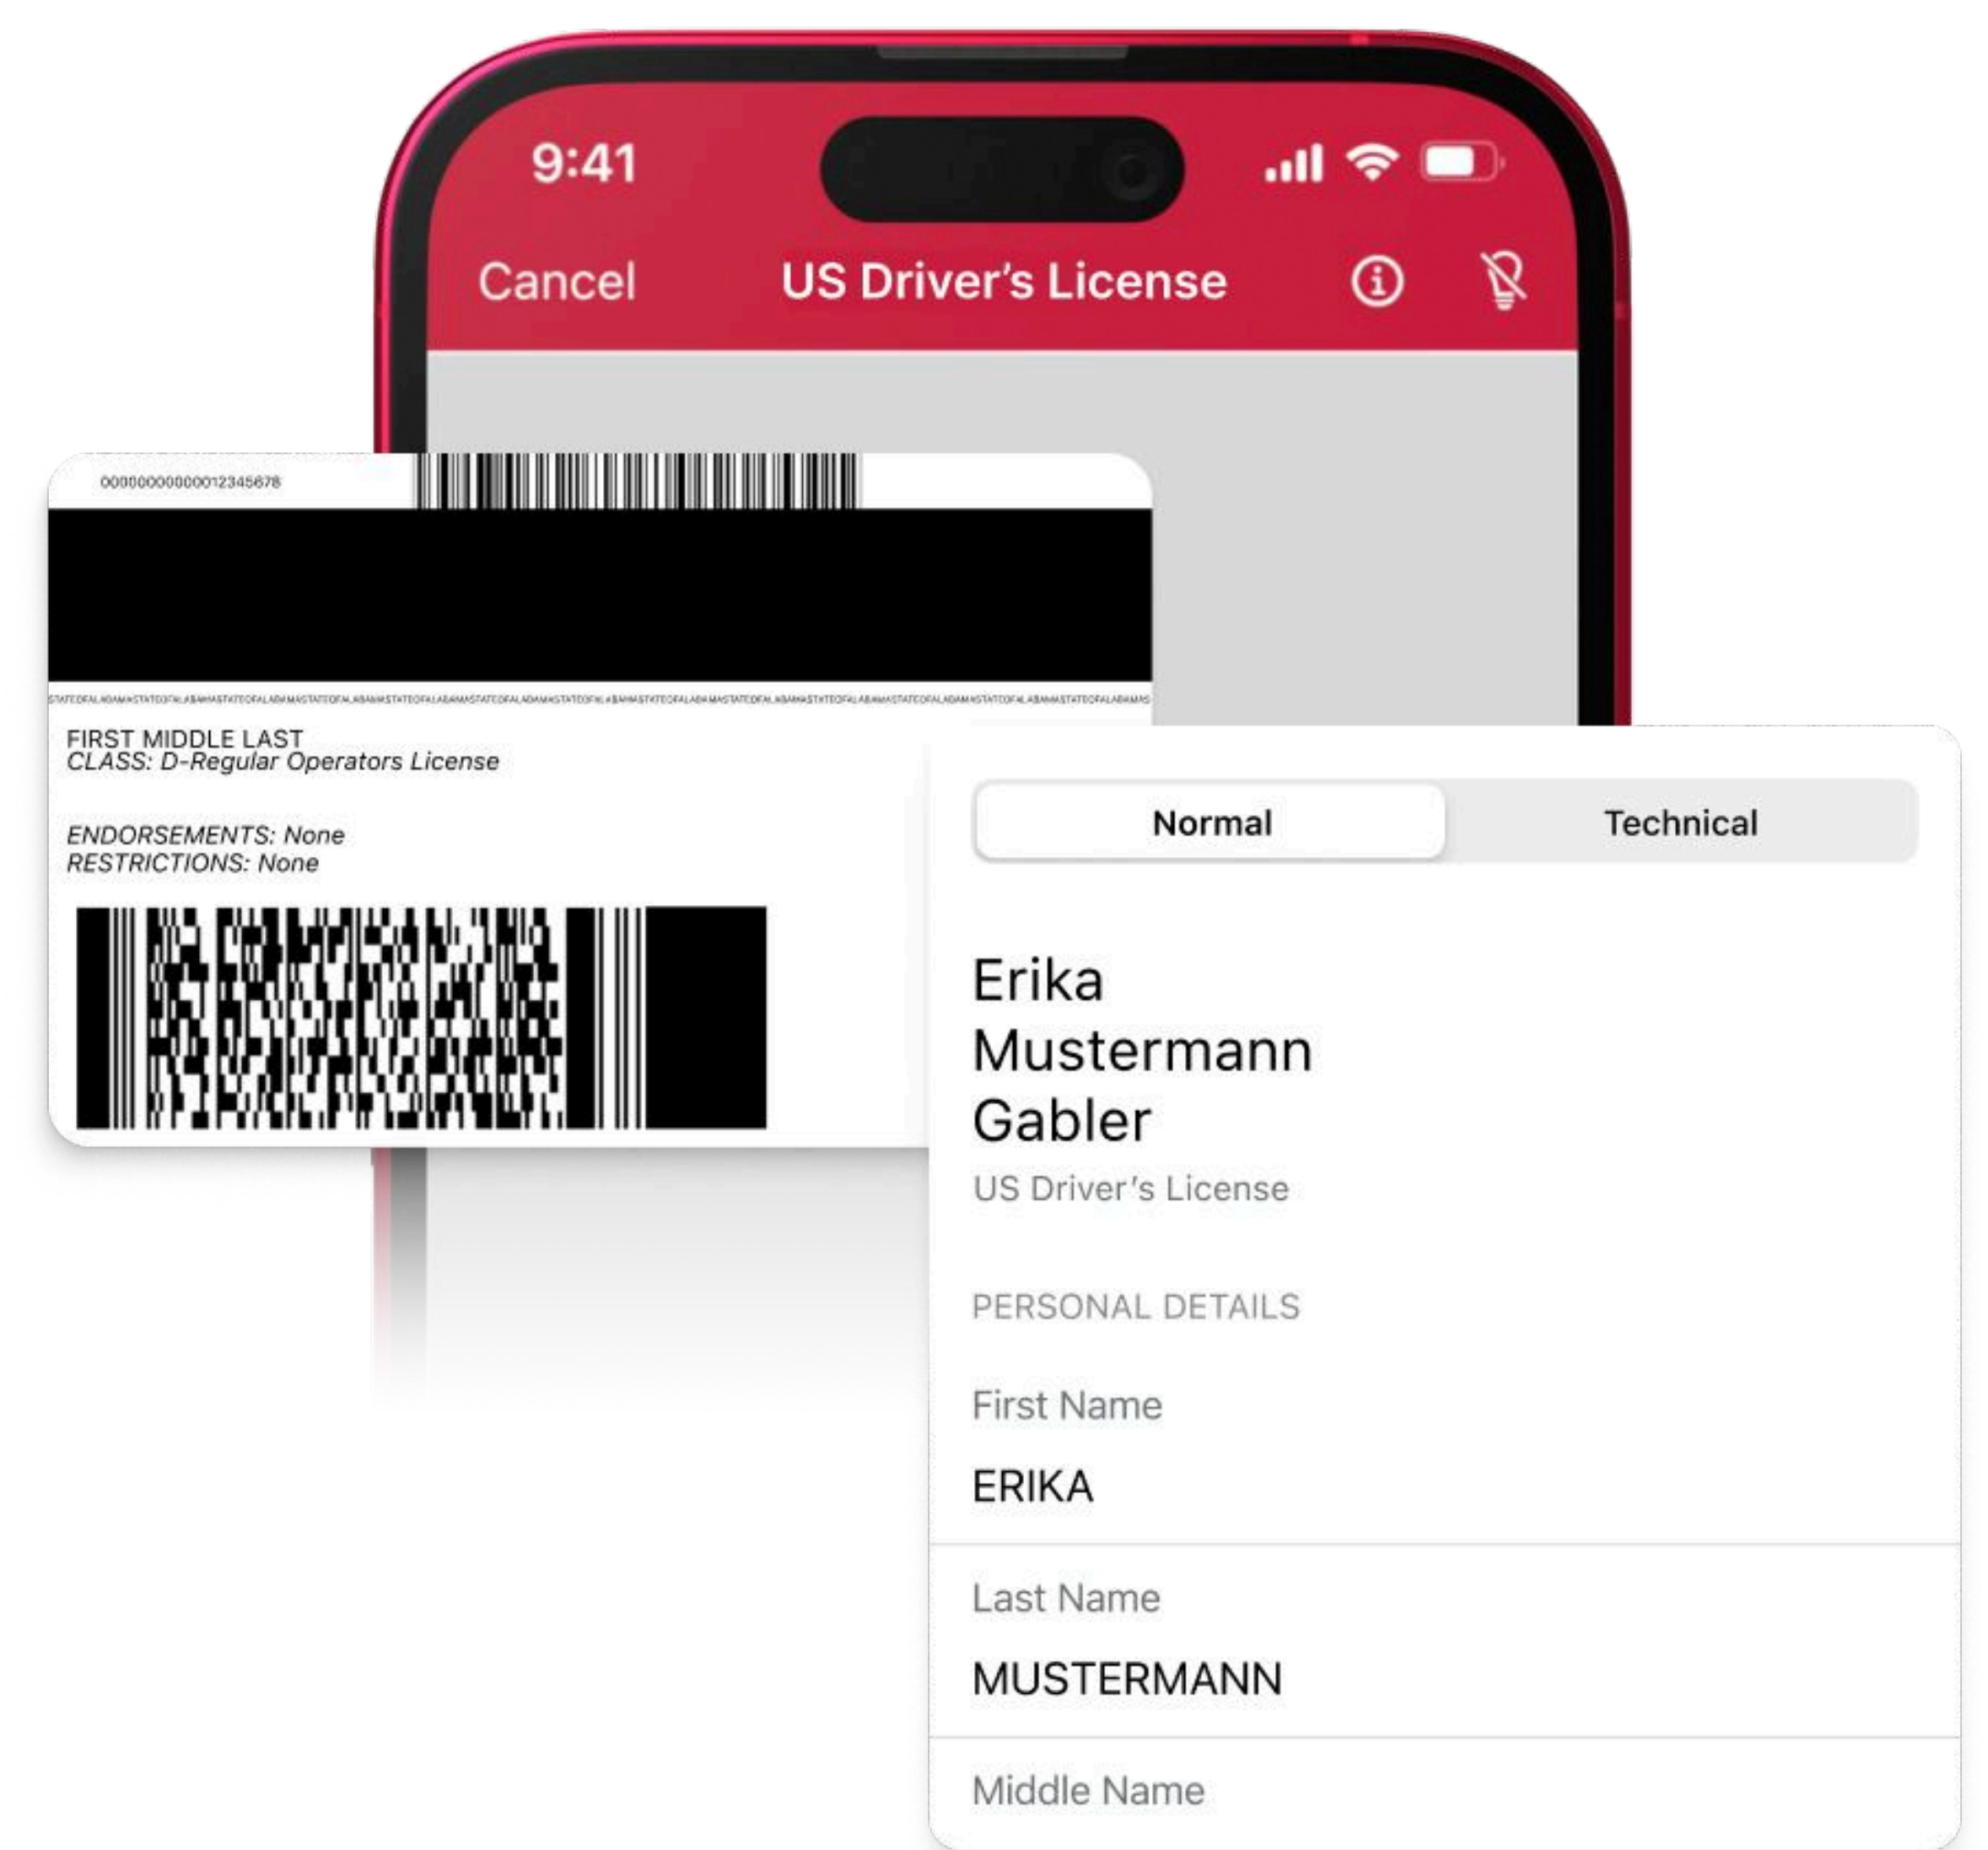 9:41
Cancel US Driver's License
00000000000012345678
STATEOFALABAMASTATEOFALABAMASTATEOFALABAMASTATEOFALABAMASTATEOFALABAMASTATEOFALABAMASTATEOFALABAMASTATEOFALABAMASTATEOFALABAMASTATEOFALABAMASTATEOFALABAMASTATEOFALABAMAS
FIRST MIDDLE LAST
CLASS: D-Regular Operators License
ENDORSEMENTS: None
RESTRICTIONS: None
Normal Technical
Erika
Mustermann
Gabler
US Driver's License
PERSONAL DETAILS
First Name
ERIKA
Last Name
MUSTERMANN
Middle Name